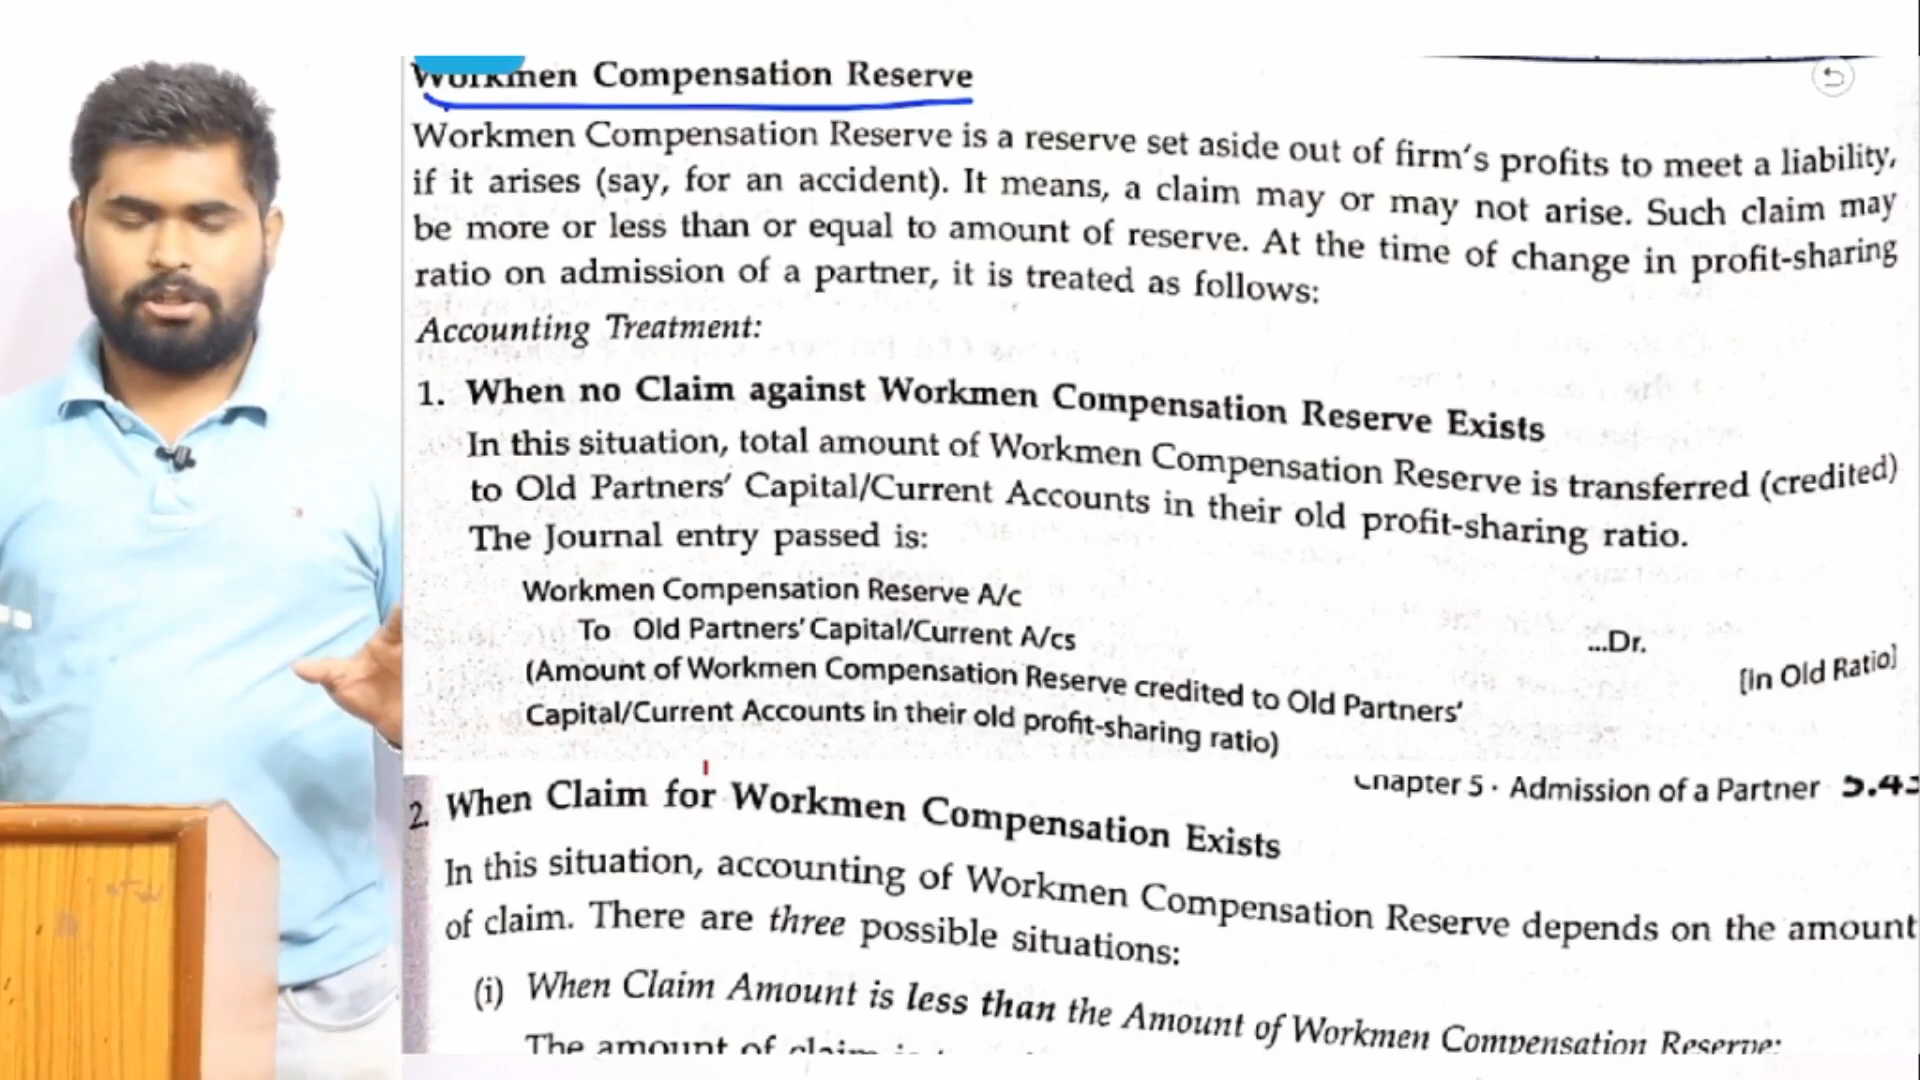 Workmen Compensation Reserve
Workmen Compensation Reserve is a reserve set aside out of firm's profits to meet a liability,
if it arises (say, for an accident). It means, a claim may or may not arise. Such claim may
be more or less than or equal to amount of reserve. At the time of change in profit-sharing
ratio on admission of a partner, it is treated as follows:
Accounting Treatment:
1. When no Claim against Workmen Compensation Reserve Exists
In this situation, total amount of Workmen Compensation Reserve is transferred (credited)
to Old Partners' Capital/Current Accounts in their old profit-sharing ratio.
The Journal entry passed is:
Workmen Compensation Reserve A/c ...Dr.
To Old Partners' Capital/Current A/cs [In Old Ratio]
(Amount of Workmen Compensation Reserve credited to Old Partners'
Capital/Current Accounts in their old profit-sharing ratio)
Chapter 5 · Admission of a Partner
2. When Claim for Workmen Compensation Exists
In this situation, accounting of Workmen Compensation Reserve depends on the amount
of claim. There are three possible situations:
(i) When Claim Amount is less than the Amount of Workmen Compensation Reserve:
The amount of claim is